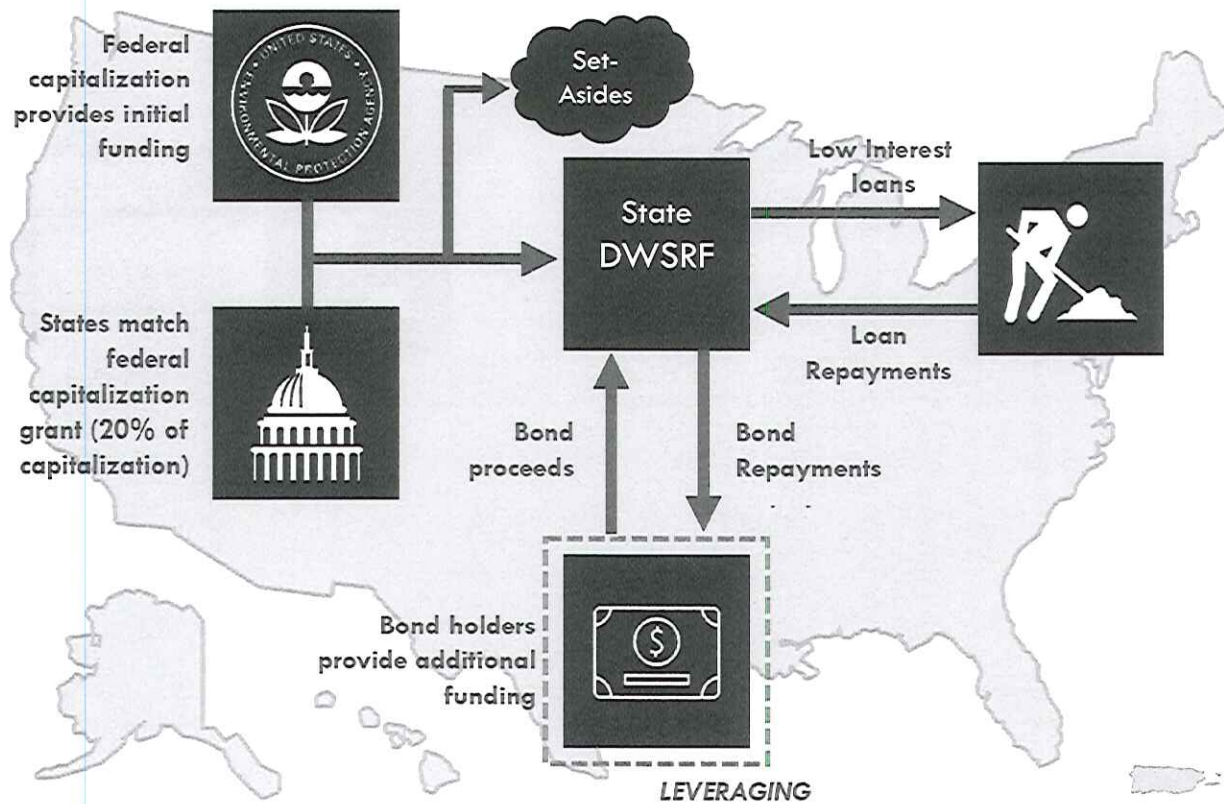 Federal
capitalization
provides initial
funding
UNITED STATES • ENVIRONMENTAL PROTECTION AGENCY •
Set-
Asides
State
DWSRF
Low Interest
loans
Loan
Repayments
States match
federal
capitalization
grant (20% of
capitalization)
Bond
proceeds
Bond
Repayments
Bond holders
provide additional
funding
$
LEVERAGING